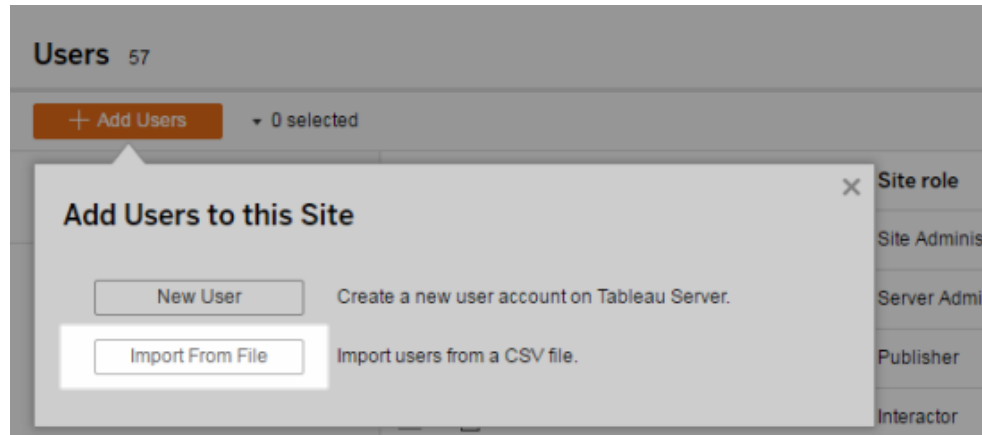 Users 57
+ Add Users 0 selected
Site role
Add Users to this Site
Site Adminis
New User Create a new user account on Tableau Server.
Server Admi
Import From File Import users from a CSV file.
Publisher
Interactor